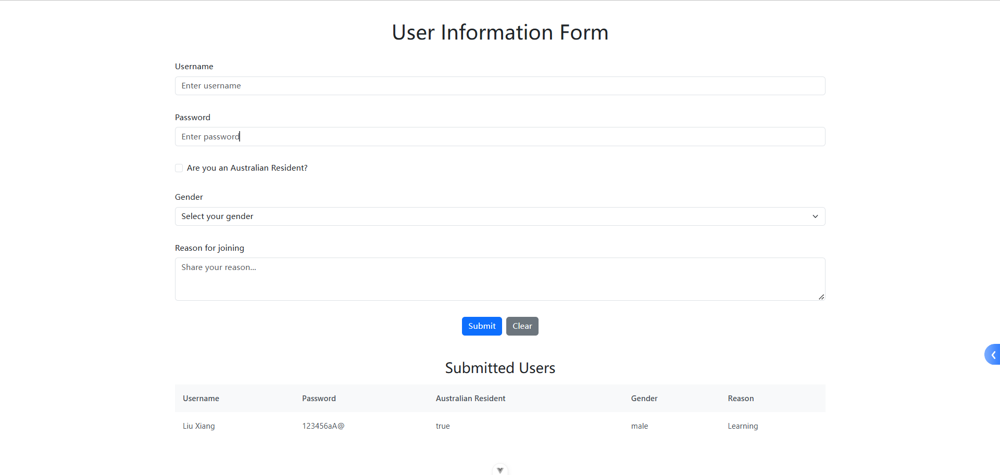 User Information Form
Username
Enter username
Password
Enter password
Are you an Australian Resident?
Gender
Select your gender
Reason for joining
Share your reason...
Submit Clear
Submitted Users
Username Password Australian Resident Gender Reason
Liu Xiang 123456aA@ true male Learning